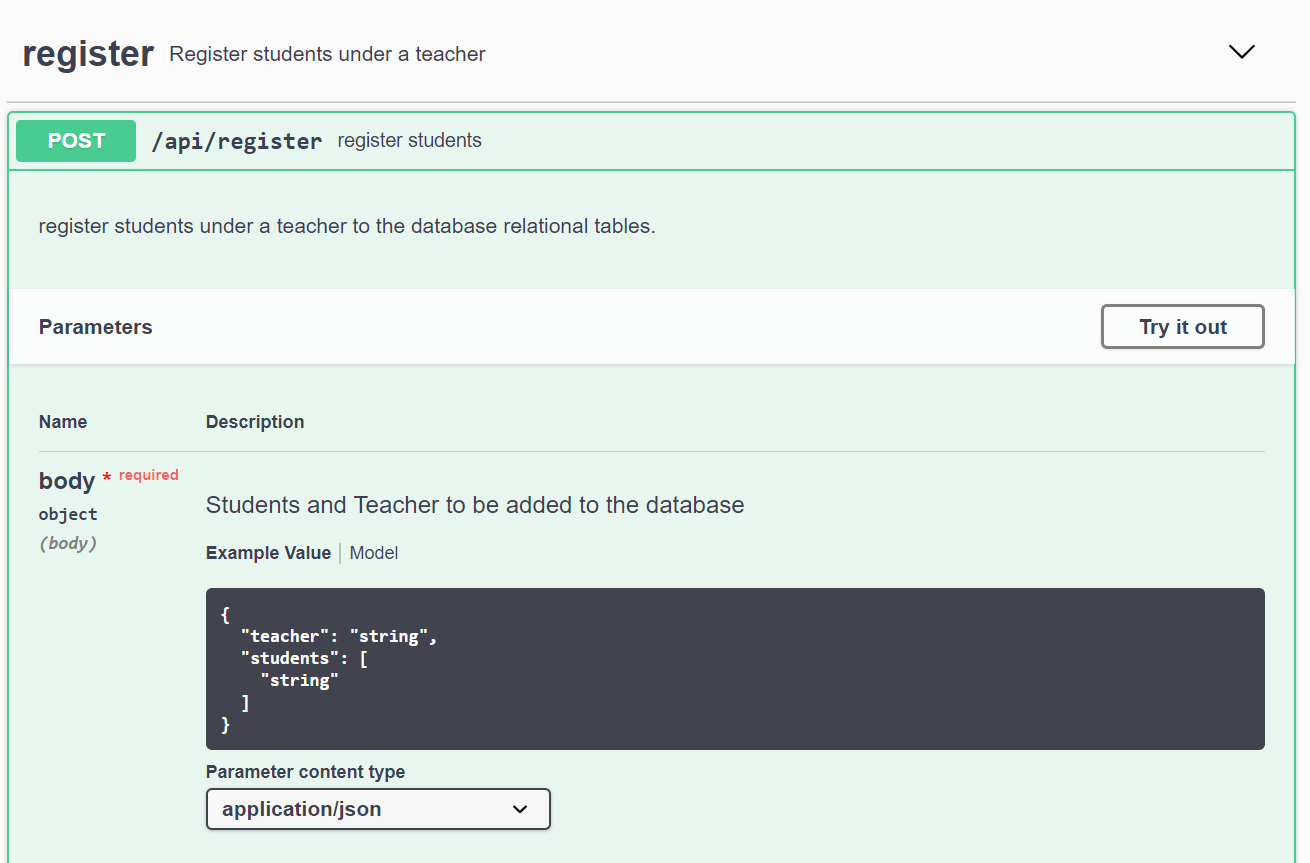 register Register students under a teacher
POST /api/register register students
register students under a teacher to the database relational tables.
Parameters Try it out
Name Description
body * required
object
(body)
Students and Teacher to be added to the database
Example Value Model
{
  "teacher": "string",
  "students": [
    "string"
  ]
}
Parameter content type
application/json